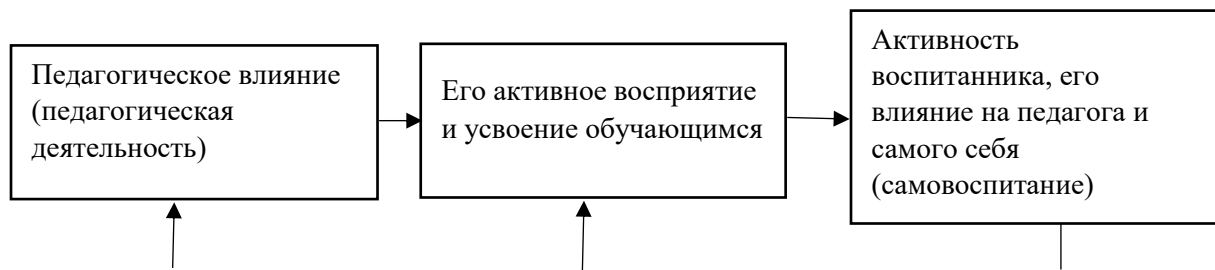 Педагогическое влияние
(педагогическая
деятельность)
Его активное восприятие
и усвоение обучающимся
Активность
воспитанника, его
влияние на педагога и
самого себя
(самовоспитание)